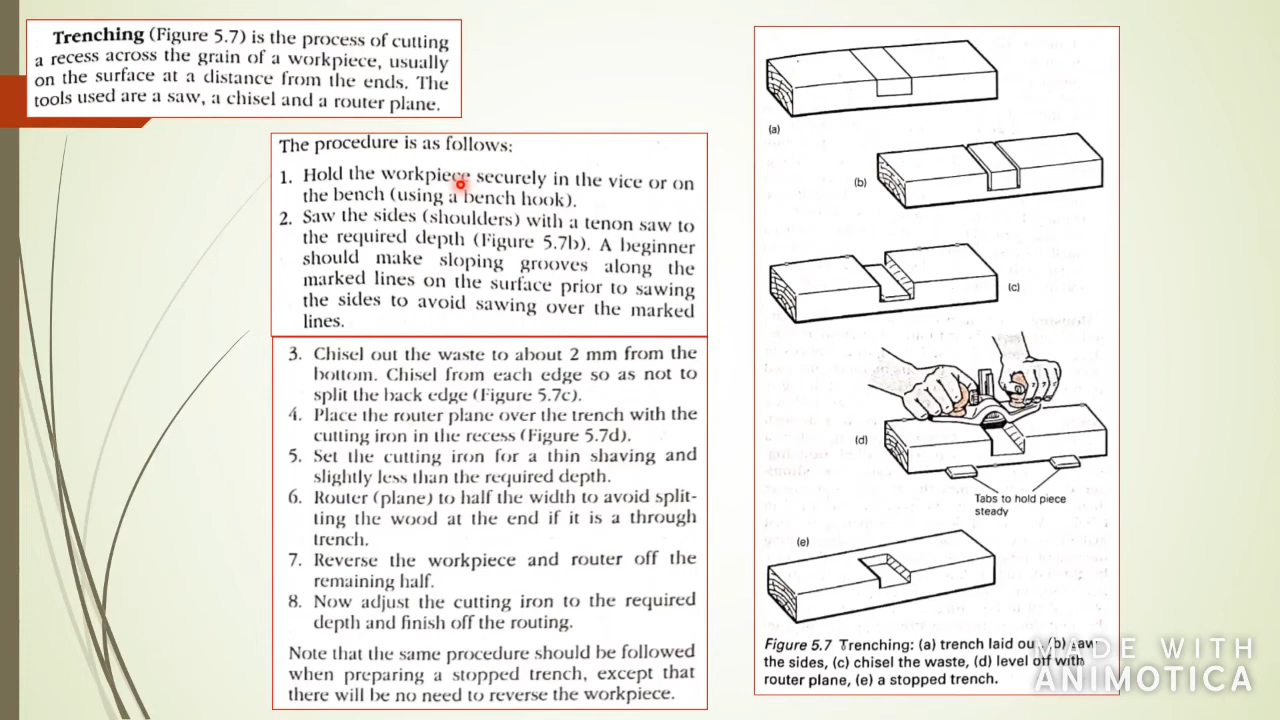 Trenching (Figure 5.7) is the process of cutting
a recess across the grain of a workpiece, usually
on the surface at a distance from the ends. The
tools used are a saw, a chisel and a router plane.
The procedure is as follows:
1. Hold the workpiece securely in the vice or on
the bench (using a bench hook).
2. Saw the sides (shoulders) with a tenon saw to
the required depth (Figure 5.7b). A beginner
should make sloping grooves along the
marked lines on the surface prior to sawing
the sides to avoid sawing over the marked
lines.
3. Chisel out the waste to about 2 mm from the
bottom. Chisel from each edge so as not to
split the back edge (Figure 5.7c).
4. Place the router plane over the trench with the
cutting iron in the recess (Figure 5.7d).
5. Set the cutting iron for a thin shaving and
slightly less than the required depth.
6. Router (plane) to half the width to avoid split-
ting the wood at the end if it is a through
trench.
7. Reverse the workpiece and router off the
remaining half.
8. Now adjust the cutting iron to the required
depth and finish off the routing.
Note that the same procedure should be followed
when preparing a stopped trench, except that
there will be no need to reverse the workpiece.
(a)
(b)
(c)
(d)
Tabs to hold piece
steady
(e)
Figure 5.7 Trenching: (a) trench laid out, (b) saw
the sides, (c) chisel the waste, (d) level off with
router plane, (e) a stopped trench.
MADE WITH
ANIMOTICA